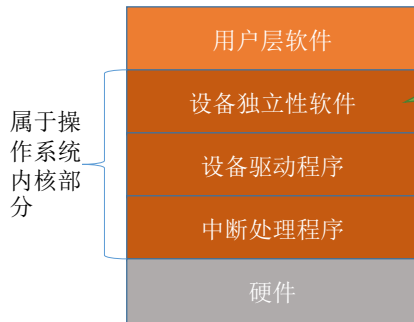 用户层软件
设备独立性软件
设备驱动程序
中断处理程序
硬件
属于操
作系统
内核部
分